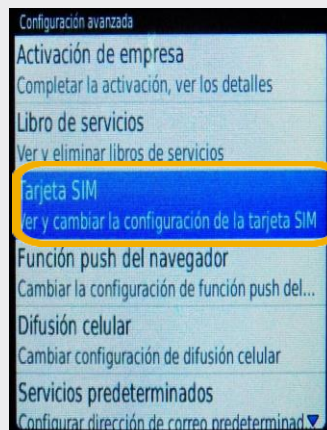 Configuración avanzada
Activación de empresa
Completar la activación, ver los detalles
Libro de servicios
Ver y eliminar libros de servicios
Tarjeta SIM
Ver y cambiar la configuración de la tarjeta SIM
Función push del navegador
Cambiar la configuración de función push del...
Difusión celular
Cambiar configuración de difusión celular
Servicios predeterminados
Configurar dirección de correo predeterminad